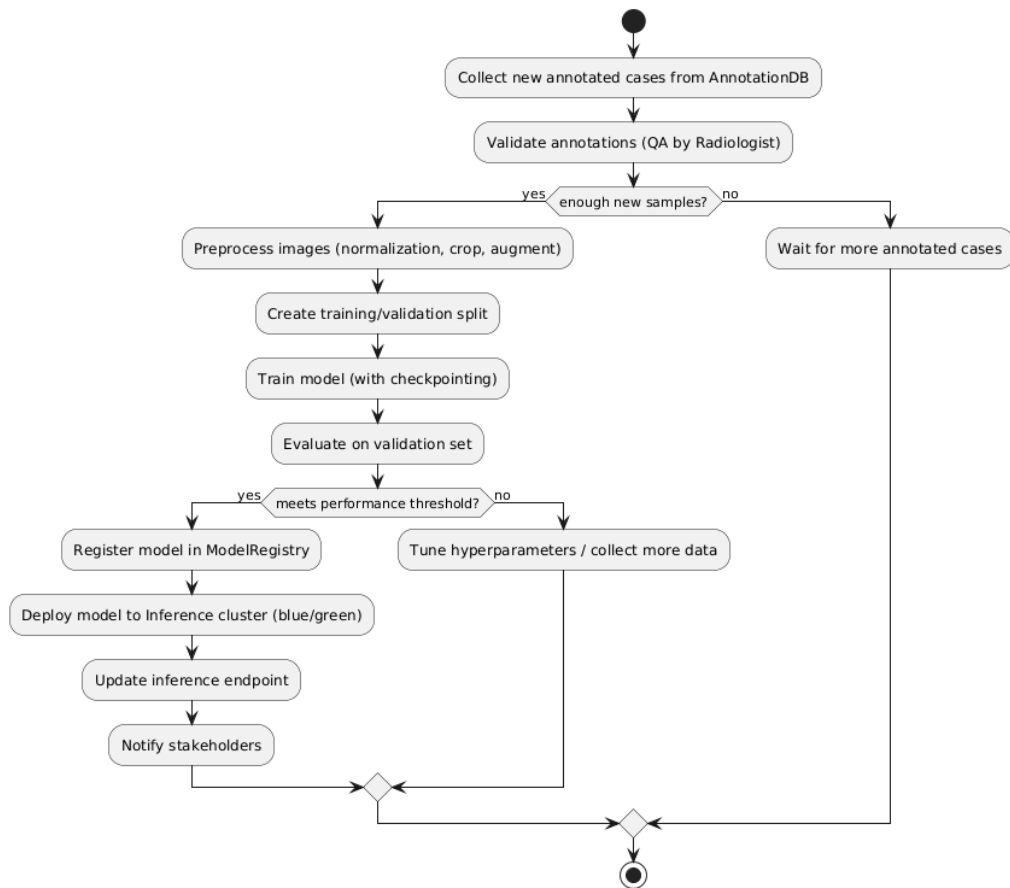 Collect new annotated cases from AnnotationDB
Validate annotations (QA by Radiologist)
yes
enough new samples?
no
Preprocess images (normalization, crop, augment)
Wait for more annotated cases
Create training/validation split
Train model (with checkpointing)
Evaluate on validation set
yes
meets performance threshold?
no
Register model in ModelRegistry
Tune hyperparameters / collect more data
Deploy model to Inference cluster (blue/green)
Update inference endpoint
Notify stakeholders